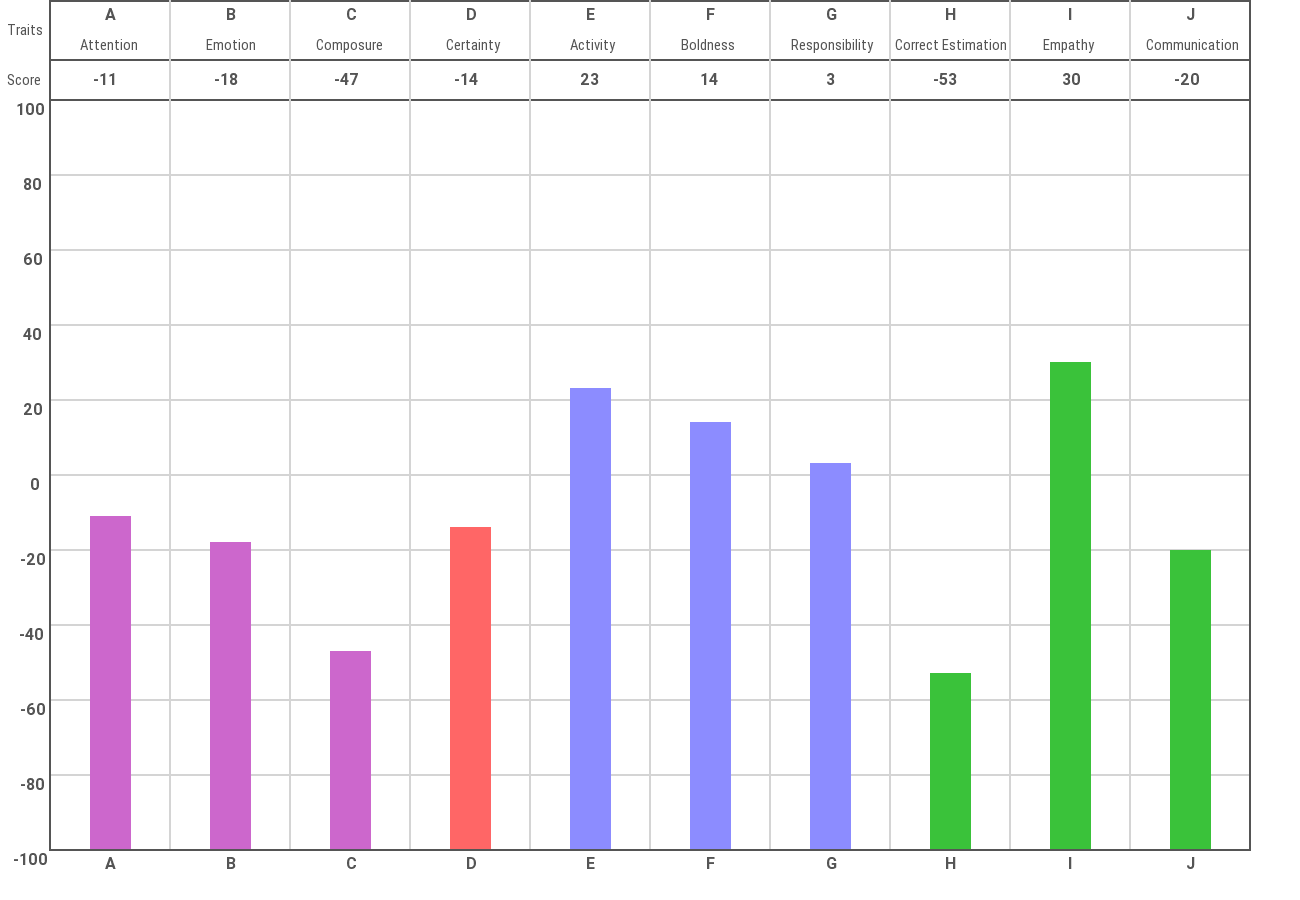 Traits A B C D E F G H I J
Attention Emotion Composure Certainty Activity Boldness Responsibility Correct Estimation Empathy Communication
Score -11 -18 -47 -14 23 14 3 -53 30 -20
100
80
60
40
20
0
-20
-40
-60
-80
-100
A B C D E F G H I J